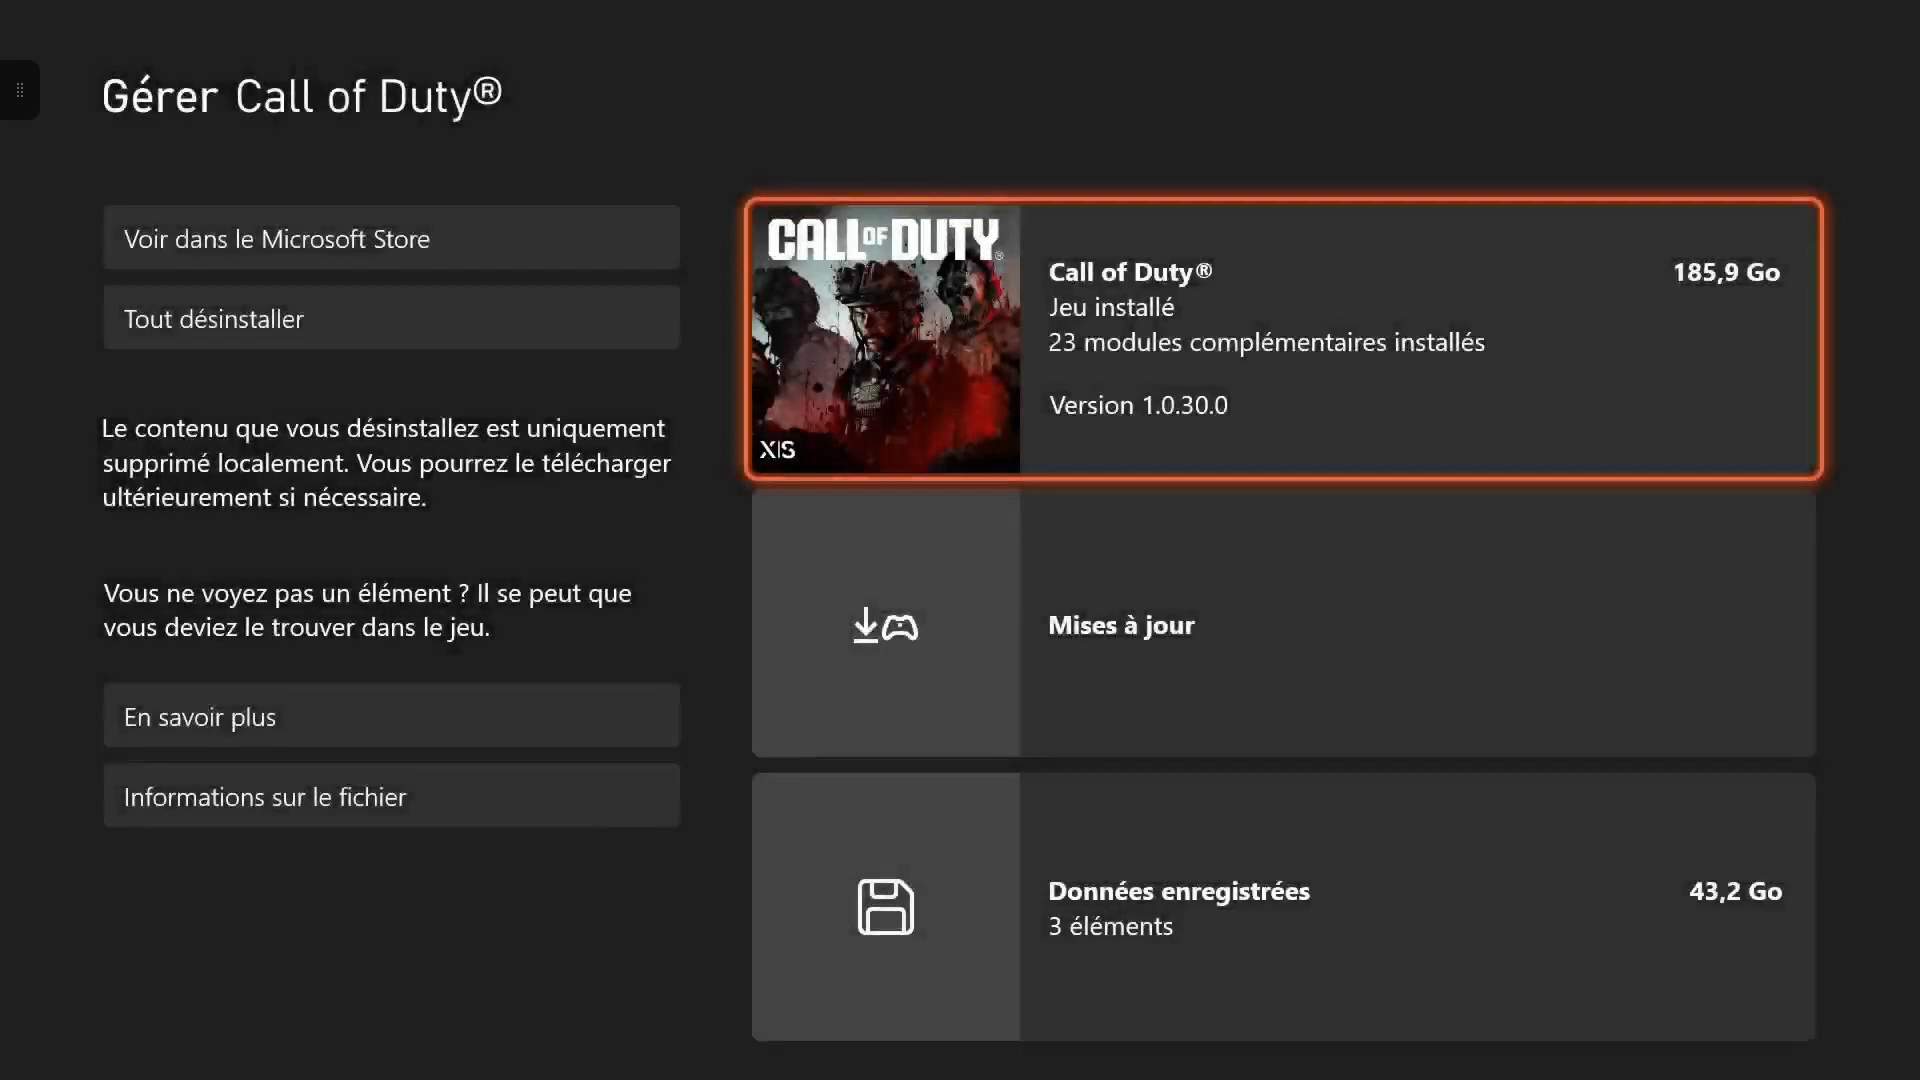 Gérer Call of Duty®
Voir dans le Microsoft Store
Tout désinstaller
Le contenu que vous désinstallez est uniquement
supprimé localement. Vous pourrez le télécharger
ultérieurement si nécessaire.
Vous ne voyez pas un élément ? Il se peut que
vous deviez le trouver dans le jeu.
En savoir plus
Informations sur le fichier
CALL OF DUTY®
X|S
Call of Duty® 185,9 Go
Jeu installé
23 modules complémentaires installés
Version 1.0.30.0
Mises à jour
Données enregistrées 43,2 Go
3 éléments